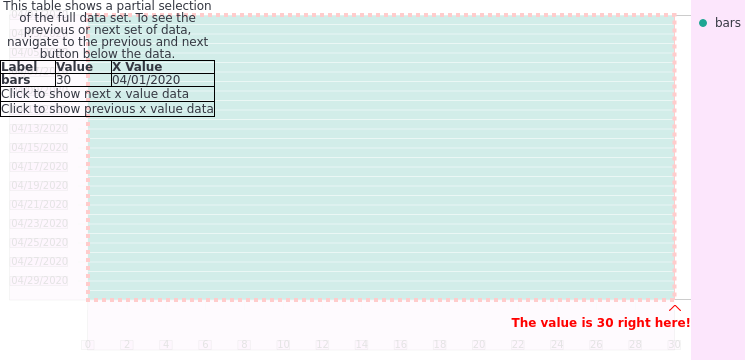 This table shows a partial selection
of the full data set. To see the
previous or next set of data,
navigate to the previous and next
button below the data.
Label Value X Value
bars 30 04/01/2020
Click to show next x value data
Click to show previous x value data
04/13/2020
04/15/2020
04/17/2020
04/19/2020
04/21/2020
04/23/2020
04/25/2020
04/27/2020
04/29/2020
The value is 30 right here!
0 2 4 6 8 10 12 14 16 18 20 22 24 26 28 30
bars